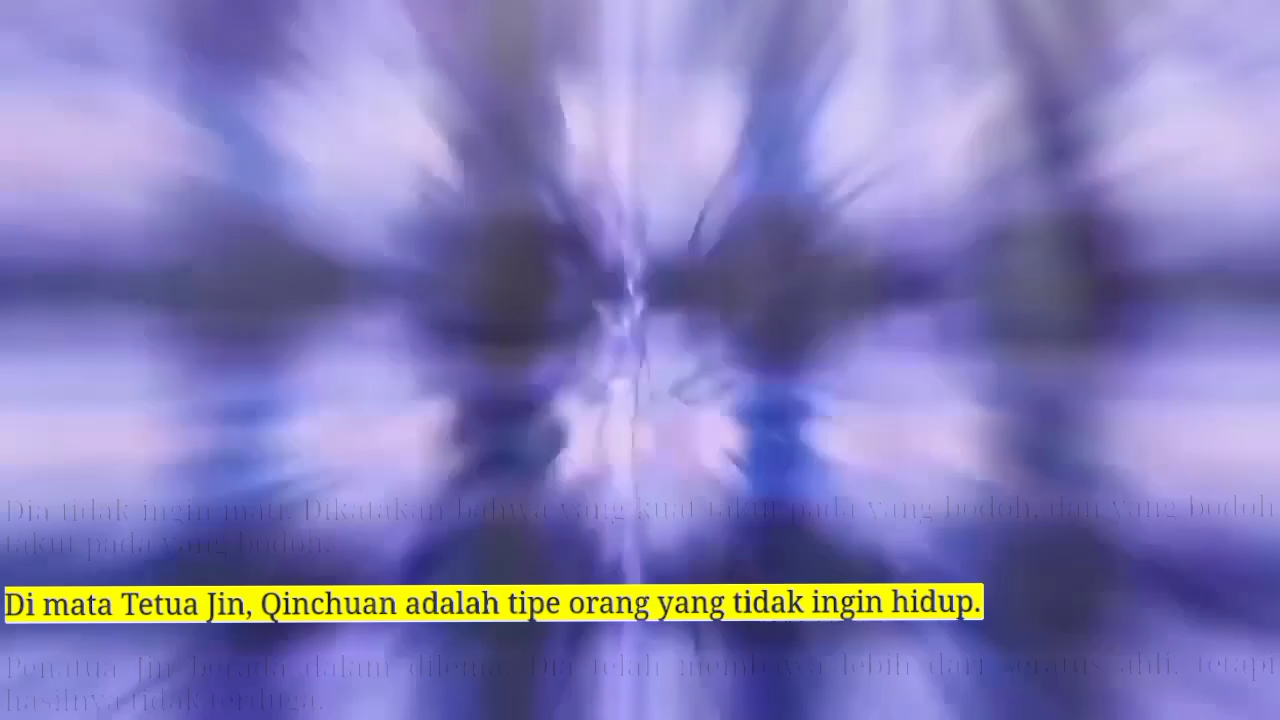 Dia tidak ingin mati. Dikatakan bahwa yang kuat takut pada yang bodoh, dan yang bodoh
takut pada yang bodoh.
Di mata Tetua Jin, Qinchuan adalah tipe orang yang tidak ingin hidup.
Penatua Jin berada dalam dilema. Dia telah membawa lebih dari seratus ahli, tetapi
hasilnya tidak terduga.